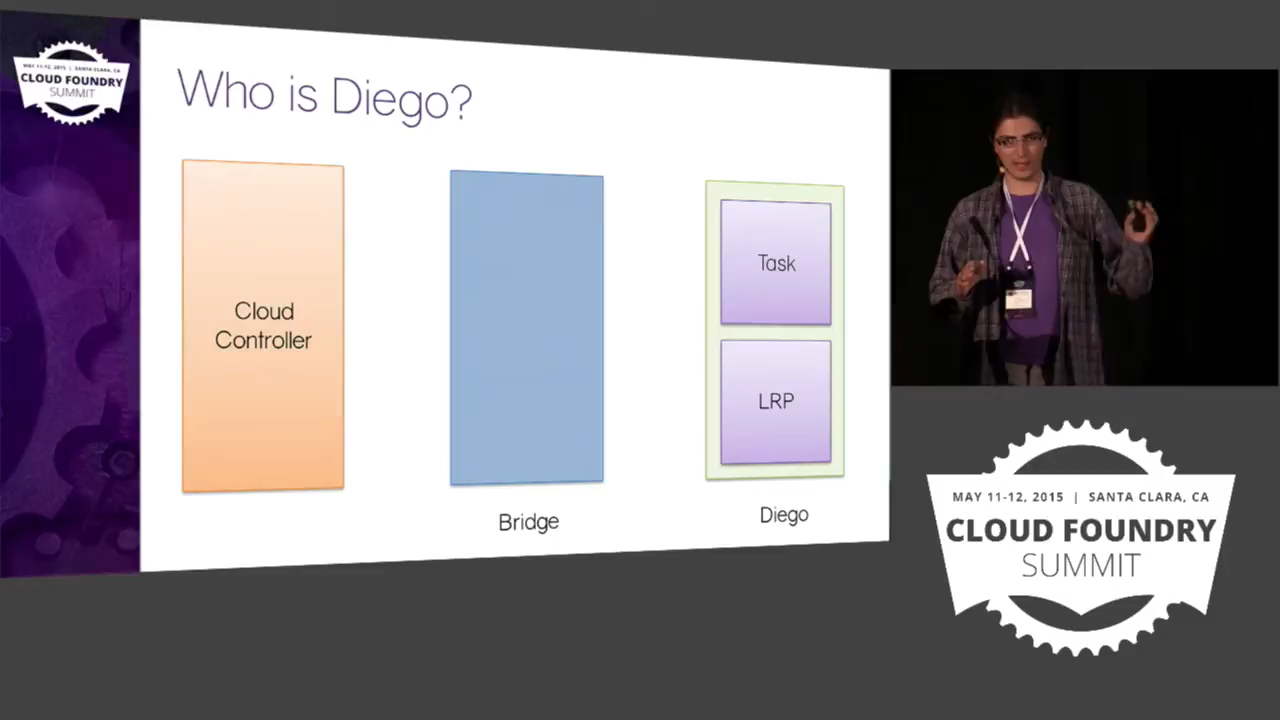 MAY 11-12, 2015 | SANTA CLARA, CA
CLOUD FOUNDRY
SUMMIT
Who is Diego?
Cloud
Controller
Task
LRP
Bridge
Diego
MAY 11-12, 2015 | SANTA CLARA, CA
CLOUD FOUNDRY
SUMMIT